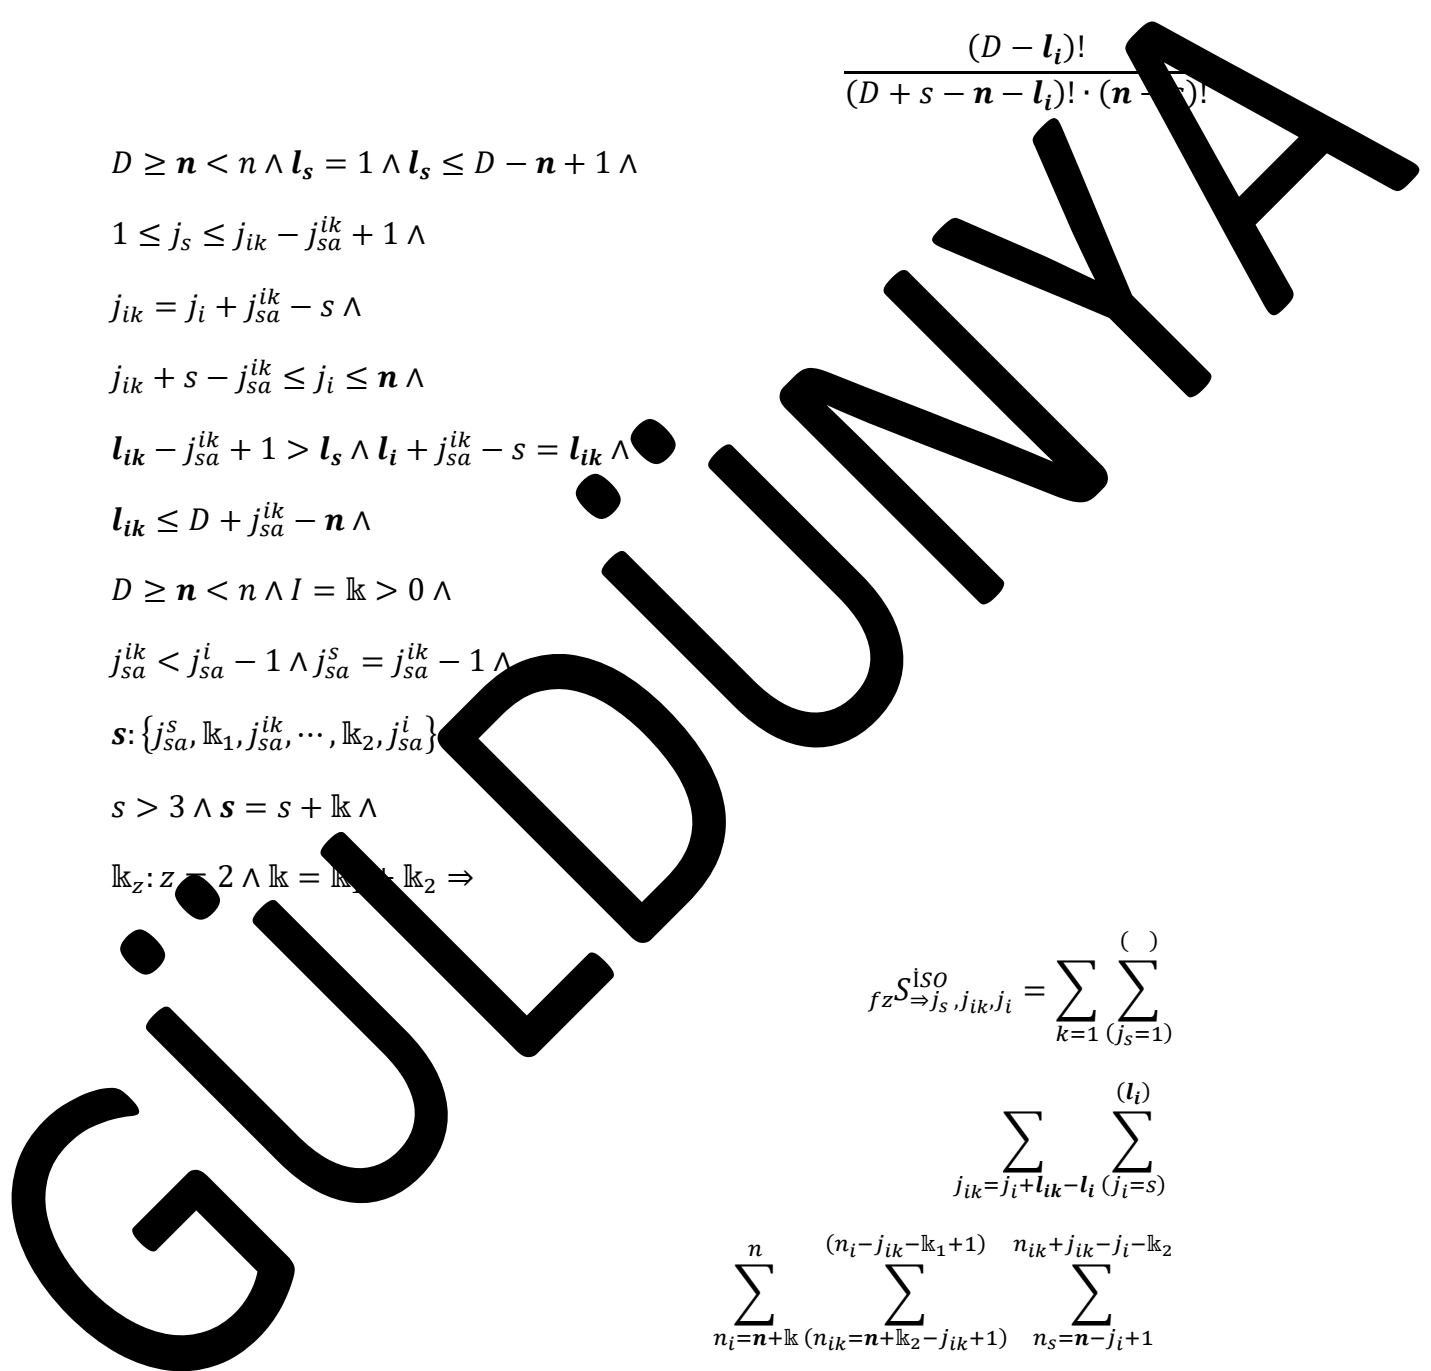 (D − l_i)!
(D + s − n − l_i)! · (n − s)!
D ≥ n < n ∧ l_s = 1 ∧ l_s ≤ D − n + 1 ∧
1 ≤ j_s ≤ j_ik − j_sa^ik + 1 ∧
j_ik = j_i + j_sa^ik − s ∧
j_ik + s − j_sa^ik ≤ j_i ≤ n ∧
l_ik − j_sa^ik + 1 > l_s ∧ l_i + j_sa^ik − s = l_ik ∧
l_ik ≤ D + j_sa^ik − n ∧
D ≥ n < n ∧ I = 𝕜 > 0 ∧
j_sa^ik < j_sa^i − 1 ∧ j_sa^s = j_sa^ik − 1 ∧
s: {j_sa^s, 𝕜_1, j_sa^ik, ⋯ , 𝕜_2, j_sa^i}
s > 3 ∧ s = s + 𝕜 ∧
𝕜_z: z = 2 ∧ 𝕜 = 𝕜_1 + 𝕜_2 ⇒
_{fz}S_{⇒j_s,j_ik,j_i}^{İSO} = ∑_{k=1} ∑_{(j_s=1)}^{( )}
∑_{j_ik=j_i+l_ik−l_i} ∑_{(j_i=s)}^{(l_i)}
∑_{n_i=n+𝕜}^{n} ∑_{(n_ik=n+𝕜_2−j_ik+1)}^{(n_i−j_ik−𝕜_1+1)} ∑_{n_s=n−j_i+1}^{n_ik+j_ik−j_i−𝕜_2}
GÜLDÜNYA